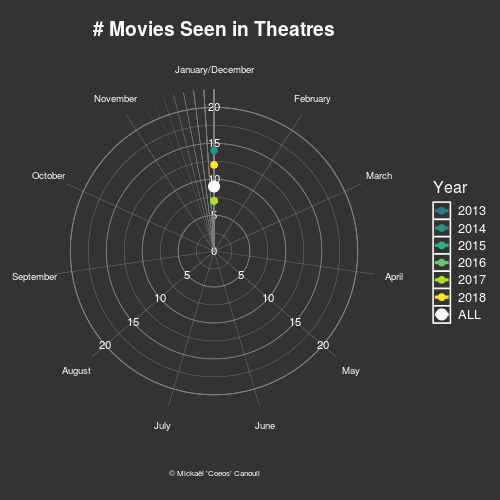 # Movies Seen in Theatres
January/December
November
February
20
15
October
March
10
Year
2013
2014
5
2015
0
September
5
5
April
2016
2017
10
10
2018
15
15
ALL
20
20
August
May
July
June
© Mickaël 'Coeos' Canouil